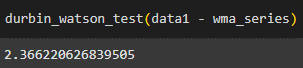 durbin_watson_test(data1 - wma_series)
2.366220626839505